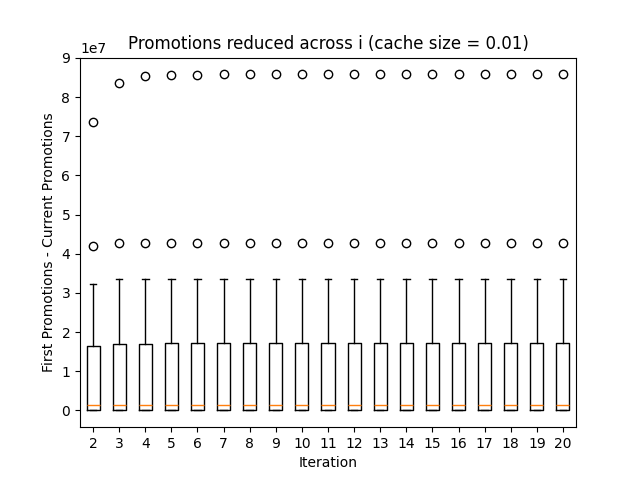 Promotions reduced across i (cache size = 0.01)
1e7
9
8
7
6
5
4
3
2
1
0
First Promotions - Current Promotions
2 3 4 5 6 7 8 9 10 11 12 13 14 15 16 17 18 19 20
Iteration